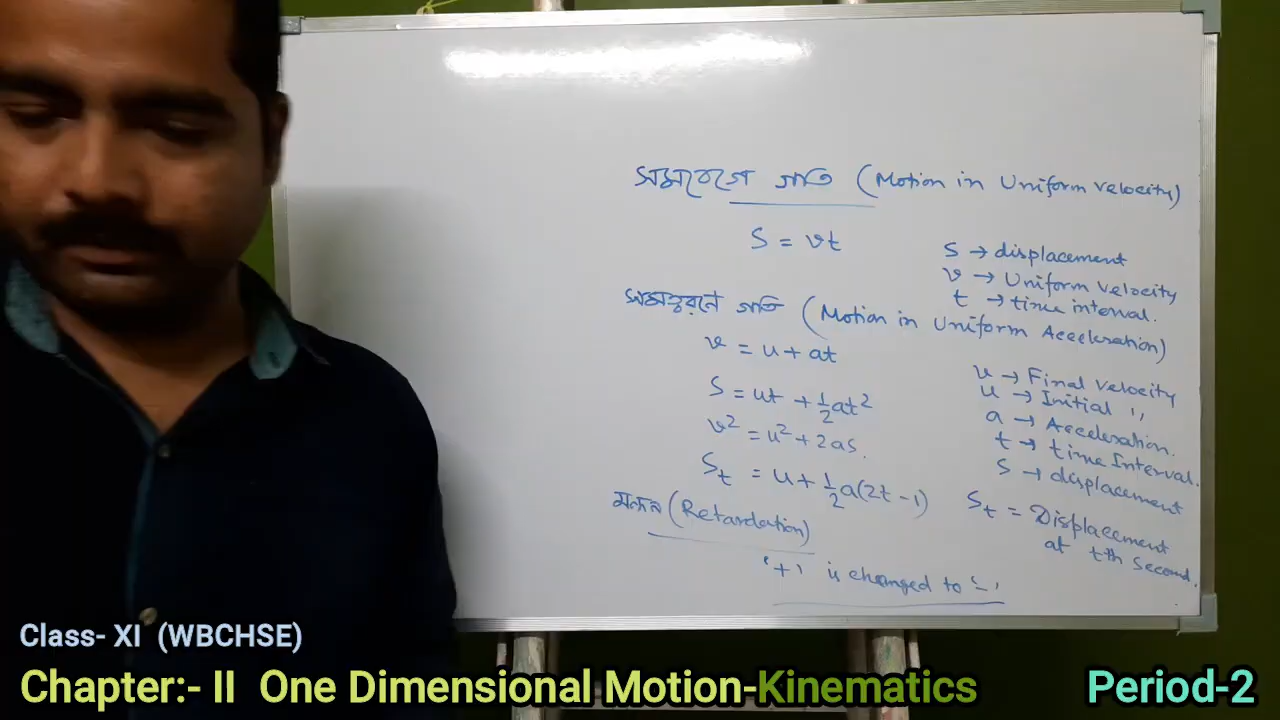 সমবেগে গতি (Motion in Uniform velocity)
S = vt
S → displacement
v → Uniform velocity
t → time interval.
সমত্বরনে গতি (Motion in Uniform Acceleration)
v = u + at
S = ut + ½at²
v² = u² + 2as.
Sₜ = u + ½a(2t - 1)
v → Final velocity
u → Initial ''
a → Acceleration.
t → time Interval.
S → displacement
Sₜ = Displacement
at tth second.
মন্দন (Retardation)
'+' is changed to '-'
Class- XI (WBCHSE)
Chapter:- II One Dimensional Motion-Kinematics
Period-2